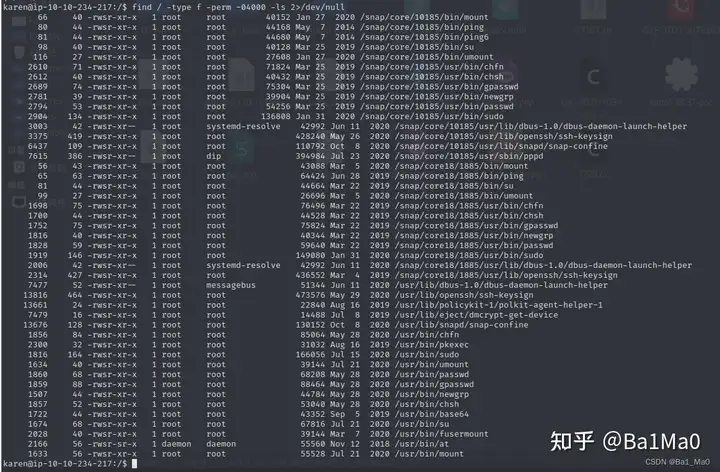 karen@ip-10-10-234-217:/$ find / -type f -perm -04000 -ls 2>/dev/null
66 40 -rwsr-xr-x 1 root root 40152 Jan 27 2020 /snap/core/10185/bin/mount
80 44 -rwsr-xr-x 1 root root 44168 May 7 2014 /snap/core/10185/bin/ping
81 44 -rwsr-xr-x 1 root root 44680 May 7 2014 /snap/core/10185/bin/ping6
98 40 -rwsr-xr-x 1 root root 40128 Mar 25 2019 /snap/core/10185/bin/su
116 27 -rwsr-xr-x 1 root root 27608 Jan 27 2020 /snap/core/10185/bin/umount
2610 71 -rwsr-xr-x 1 root root 71824 Mar 25 2019 /snap/core/10185/usr/bin/chfn
2612 40 -rwsr-xr-x 1 root root 40432 Mar 25 2019 /snap/core/10185/usr/bin/chsh
2689 74 -rwsr-xr-x 1 root root 75304 Mar 25 2019 /snap/core/10185/usr/bin/gpasswd
2781 39 -rwsr-xr-x 1 root root 39904 Mar 25 2019 /snap/core/10185/usr/bin/newgrp
2794 53 -rwsr-xr-x 1 root root 54256 Mar 25 2019 /snap/core/10185/usr/bin/passwd
2904 134 -rwsr-xr-x 1 root root 136808 Jan 31 2020 /snap/core/10185/usr/bin/sudo
3003 42 -rwsr-xr-- 1 root systemd-resolve 42992 Jun 11 2020 /snap/core/10185/usr/lib/dbus-1.0/dbus-daemon-launch-helper
3375 419 -rwsr-xr-x 1 root root 428240 May 26 2020 /snap/core/10185/usr/lib/openssh/ssh-keysign
6437 109 -rwsr-xr-x 1 root root 110792 Oct 8 2020 /snap/core/10185/usr/lib/snapd/snap-confine
7615 386 -rwsr-xr-- 1 root dip 394984 Jul 23 2020 /snap/core/10185/usr/sbin/pppd
56 43 -rwsr-xr-x 1 root root 43088 Mar 5 2020 /snap/core18/1885/bin/mount
65 63 -rwsr-xr-x 1 root root 64424 Jun 28 2019 /snap/core18/1885/bin/ping
81 44 -rwsr-xr-x 1 root root 44664 Mar 22 2019 /snap/core18/1885/bin/su
99 27 -rwsr-xr-x 1 root root 26696 Mar 5 2020 /snap/core18/1885/bin/umount
1698 75 -rwsr-xr-x 1 root root 76496 Mar 22 2019 /snap/core18/1885/usr/bin/chfn
1700 44 -rwsr-xr-x 1 root root 44528 Mar 22 2019 /snap/core18/1885/usr/bin/chsh
1752 75 -rwsr-xr-x 1 root root 75824 Mar 22 2019 /snap/core18/1885/usr/bin/gpasswd
1816 40 -rwsr-xr-x 1 root root 40344 Mar 22 2019 /snap/core18/1885/usr/bin/newgrp
1828 59 -rwsr-xr-x 1 root root 59640 Mar 22 2019 /snap/core18/1885/usr/bin/passwd
1919 146 -rwsr-xr-x 1 root root 149080 Jan 31 2020 /snap/core18/1885/usr/bin/sudo
2006 42 -rwsr-xr-- 1 root systemd-resolve 42992 Jun 11 2020 /snap/core18/1885/usr/lib/dbus-1.0/dbus-daemon-launch-helper
2314 427 -rwsr-xr-x 1 root root 436552 Mar 4 2019 /snap/core18/1885/usr/lib/openssh/ssh-keysign
7477 52 -rwsr-xr-- 1 root messagebus 51344 Jun 11 2020 /usr/lib/dbus-1.0/dbus-daemon-launch-helper
13816 464 -rwsr-xr-x 1 root root 473576 May 29 2020 /usr/lib/openssh/ssh-keysign
13661 24 -rwsr-xr-x 1 root root 22840 Aug 16 2019 /usr/lib/policykit-1/polkit-agent-helper-1
7479 16 -rwsr-xr-x 1 root root 14488 Jul 8 2019 /usr/lib/eject/dmcrypt-get-device
13676 128 -rwsr-xr-x 1 root root 130152 Oct 8 2020 /usr/lib/snapd/snap-confine
1856 84 -rwsr-xr-x 1 root root 85064 May 28 2020 /usr/bin/chfn
2300 32 -rwsr-xr-x 1 root root 31032 Aug 16 2019 /usr/bin/pkexec
1816 164 -rwsr-xr-x 1 root root 166056 Jul 15 2020 /usr/bin/sudo
1634 40 -rwsr-xr-x 1 root root 39144 Jul 21 2020 /usr/bin/umount
1860 68 -rwsr-xr-x 1 root root 68208 May 28 2020 /usr/bin/passwd
1859 88 -rwsr-xr-x 1 root root 88464 May 28 2020 /usr/bin/gpasswd
1507 44 -rwsr-xr-x 1 root root 44784 May 28 2020 /usr/bin/newgrp
1857 52 -rwsr-xr-x 1 root root 53040 May 28 2020 /usr/bin/chsh
1722 44 -rwsr-xr-x 1 root root 43352 Sep 5 2019 /usr/bin/base64
1674 68 -rwsr-xr-x 1 root root 67816 Jul 21 2020 /usr/bin/su
2028 40 -rwsr-xr-x 1 root root 39144 Mar 7 2020 /usr/bin/fusermount
2166 56 -rwsr-sr-x 1 daemon daemon 55560 Nov 12 2018 /usr/bin/at
1633 56 -rwsr-xr-x 1 root root 55528 Jul 21 2020 /usr/bin/mount
karen@ip-10-10-234-217:/$
知乎 @Ba1Ma0
CSDN @Ba1_Ma0